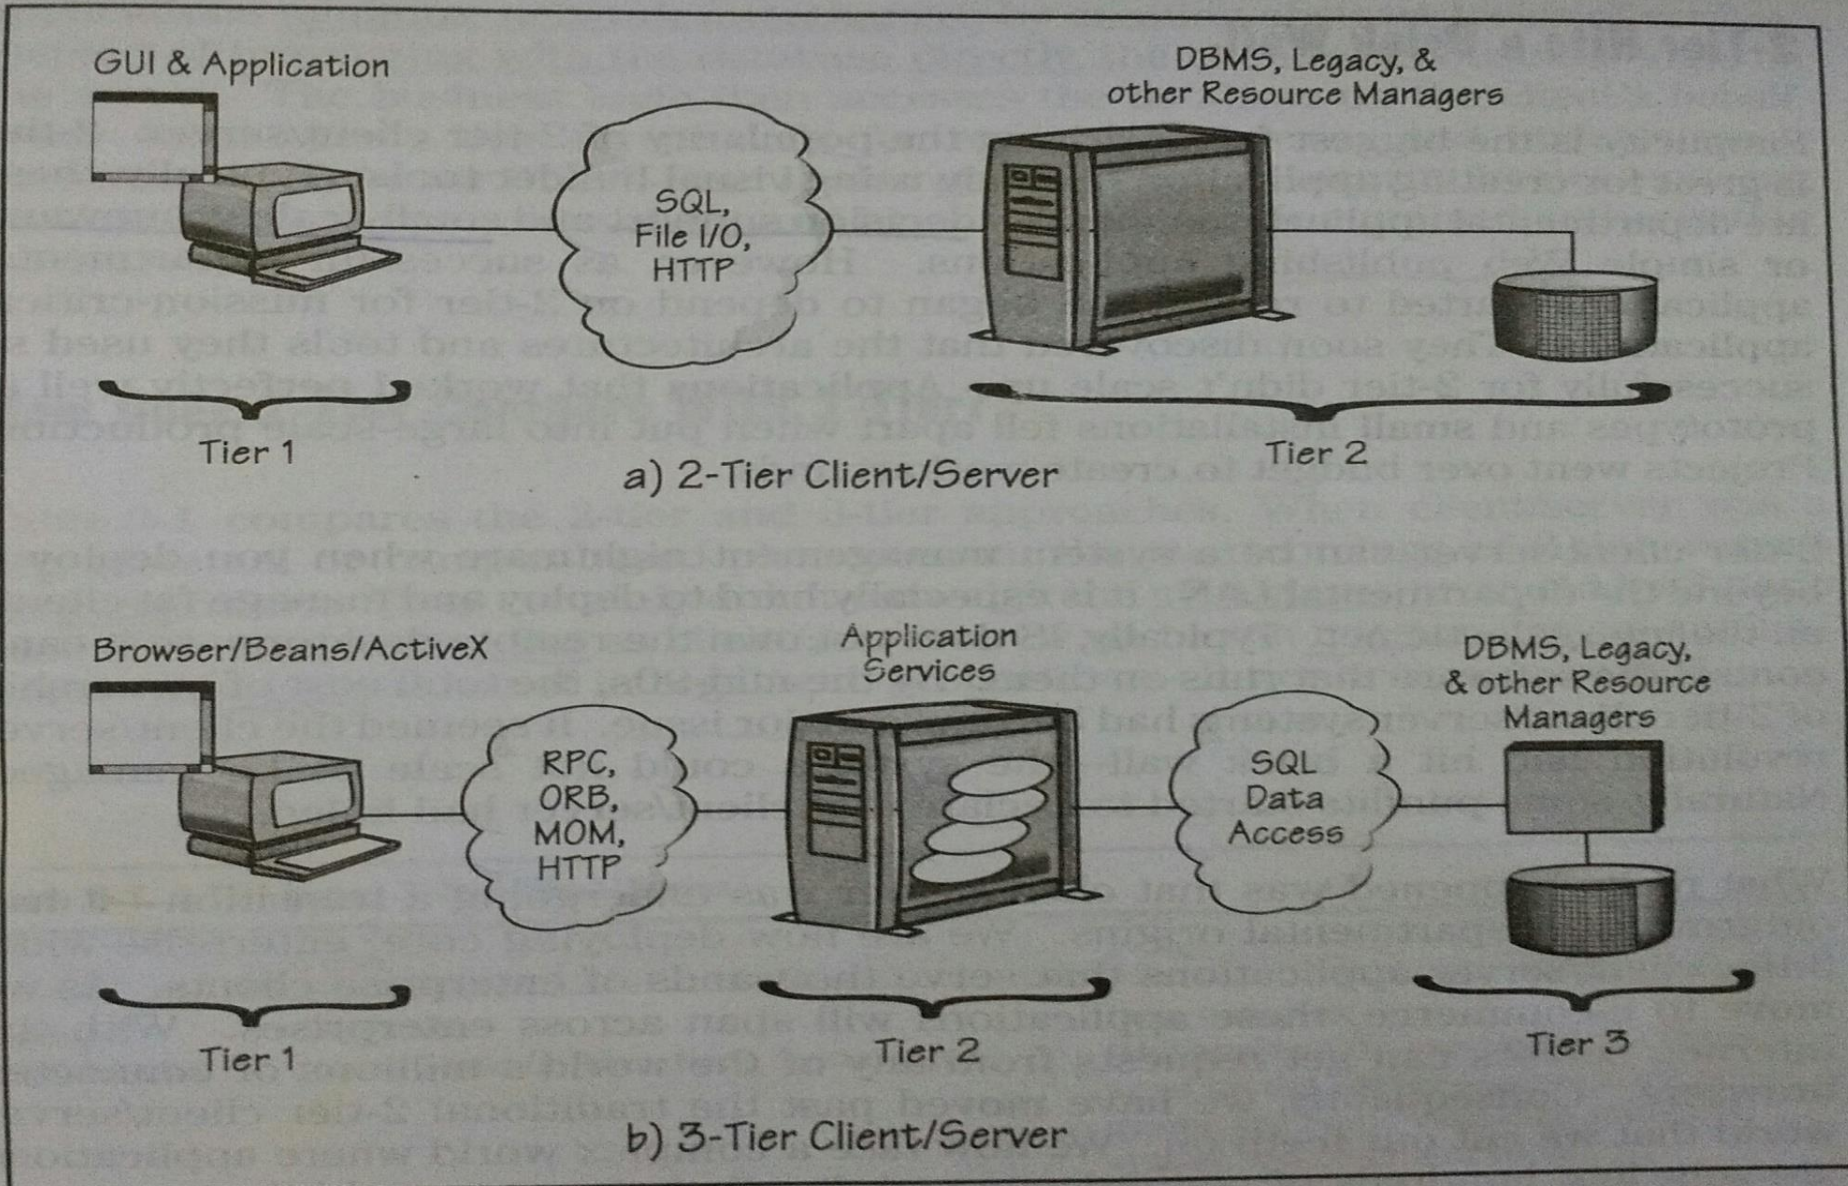 GUI & Application
DBMS, Legacy, &
other Resource Managers
SQL,
File I/O,
HTTP
Tier 1
Tier 2
a) 2-Tier Client/Server
Browser/Beans/ActiveX
Application
Services
DBMS, Legacy,
& other Resource
Managers
RPC,
ORB,
MOM,
HTTP
SQL
Data
Access
Tier 1
Tier 2
Tier 3
b) 3-Tier Client/Server